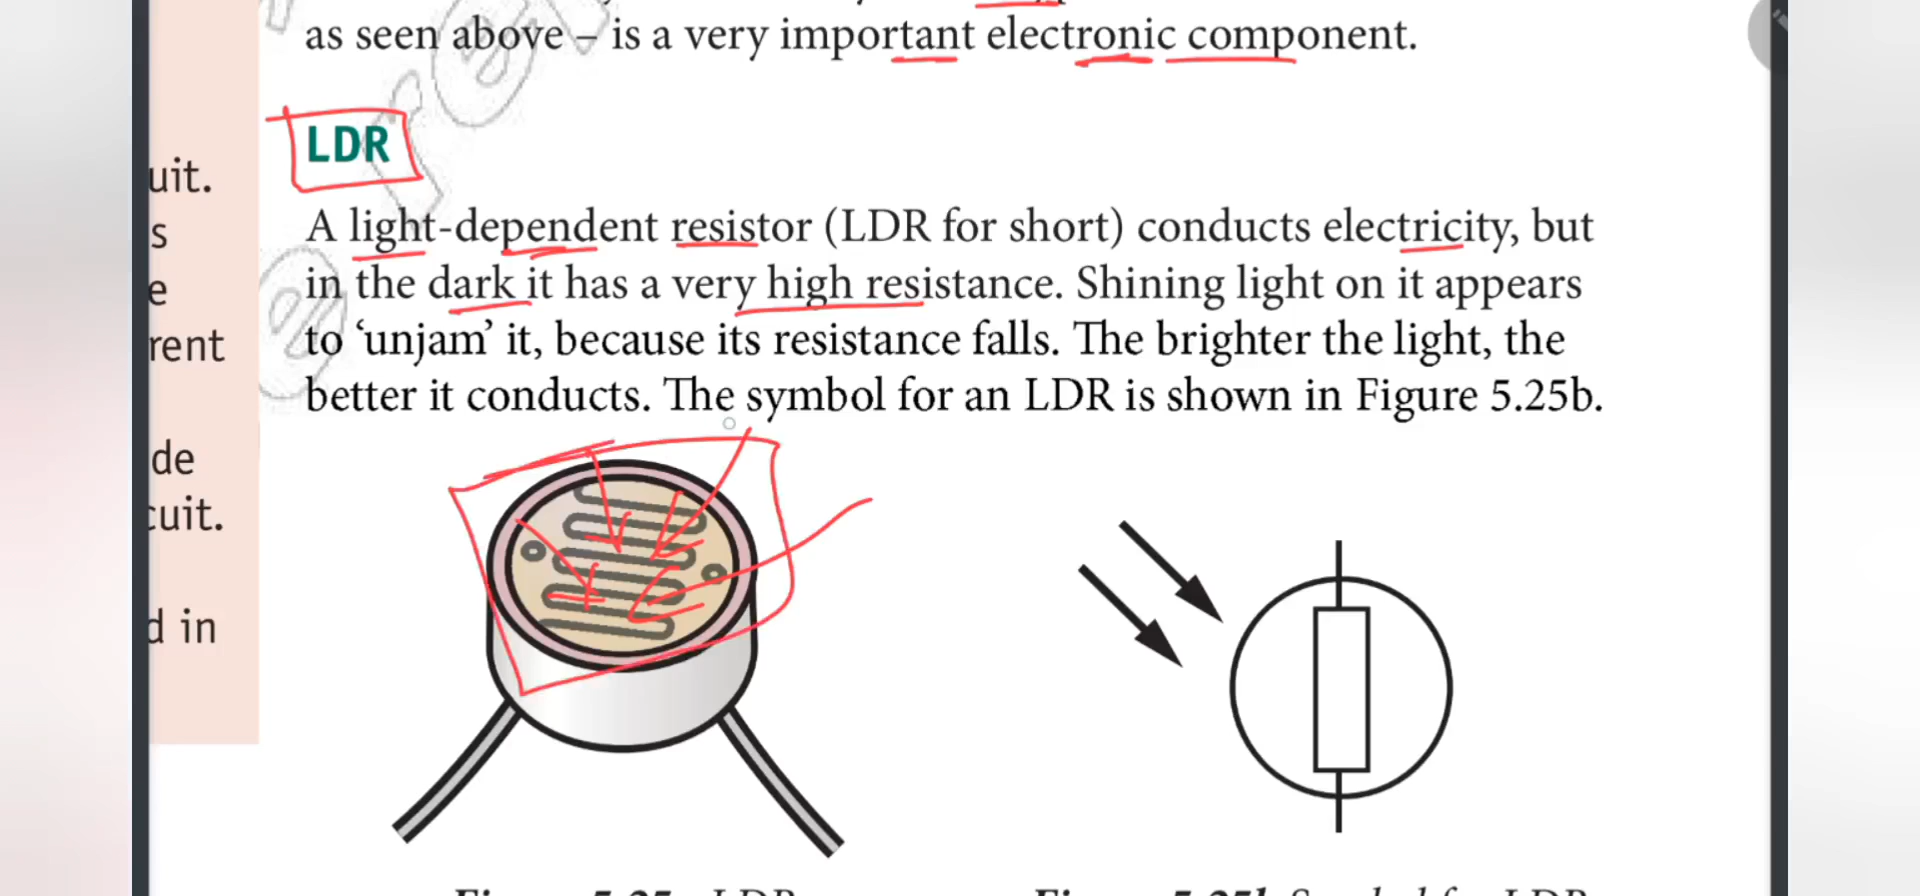 as seen above – is a very important electronic component.
LDR
A light-dependent resistor (LDR for short) conducts electricity, but
in the dark it has a very high resistance. Shining light on it appears
to ‘unjam’ it, because its resistance falls. The brighter the light, the
better it conducts. The symbol for an LDR is shown in Figure 5.25b.
uit.
s
e
rent
de
cuit.
d in